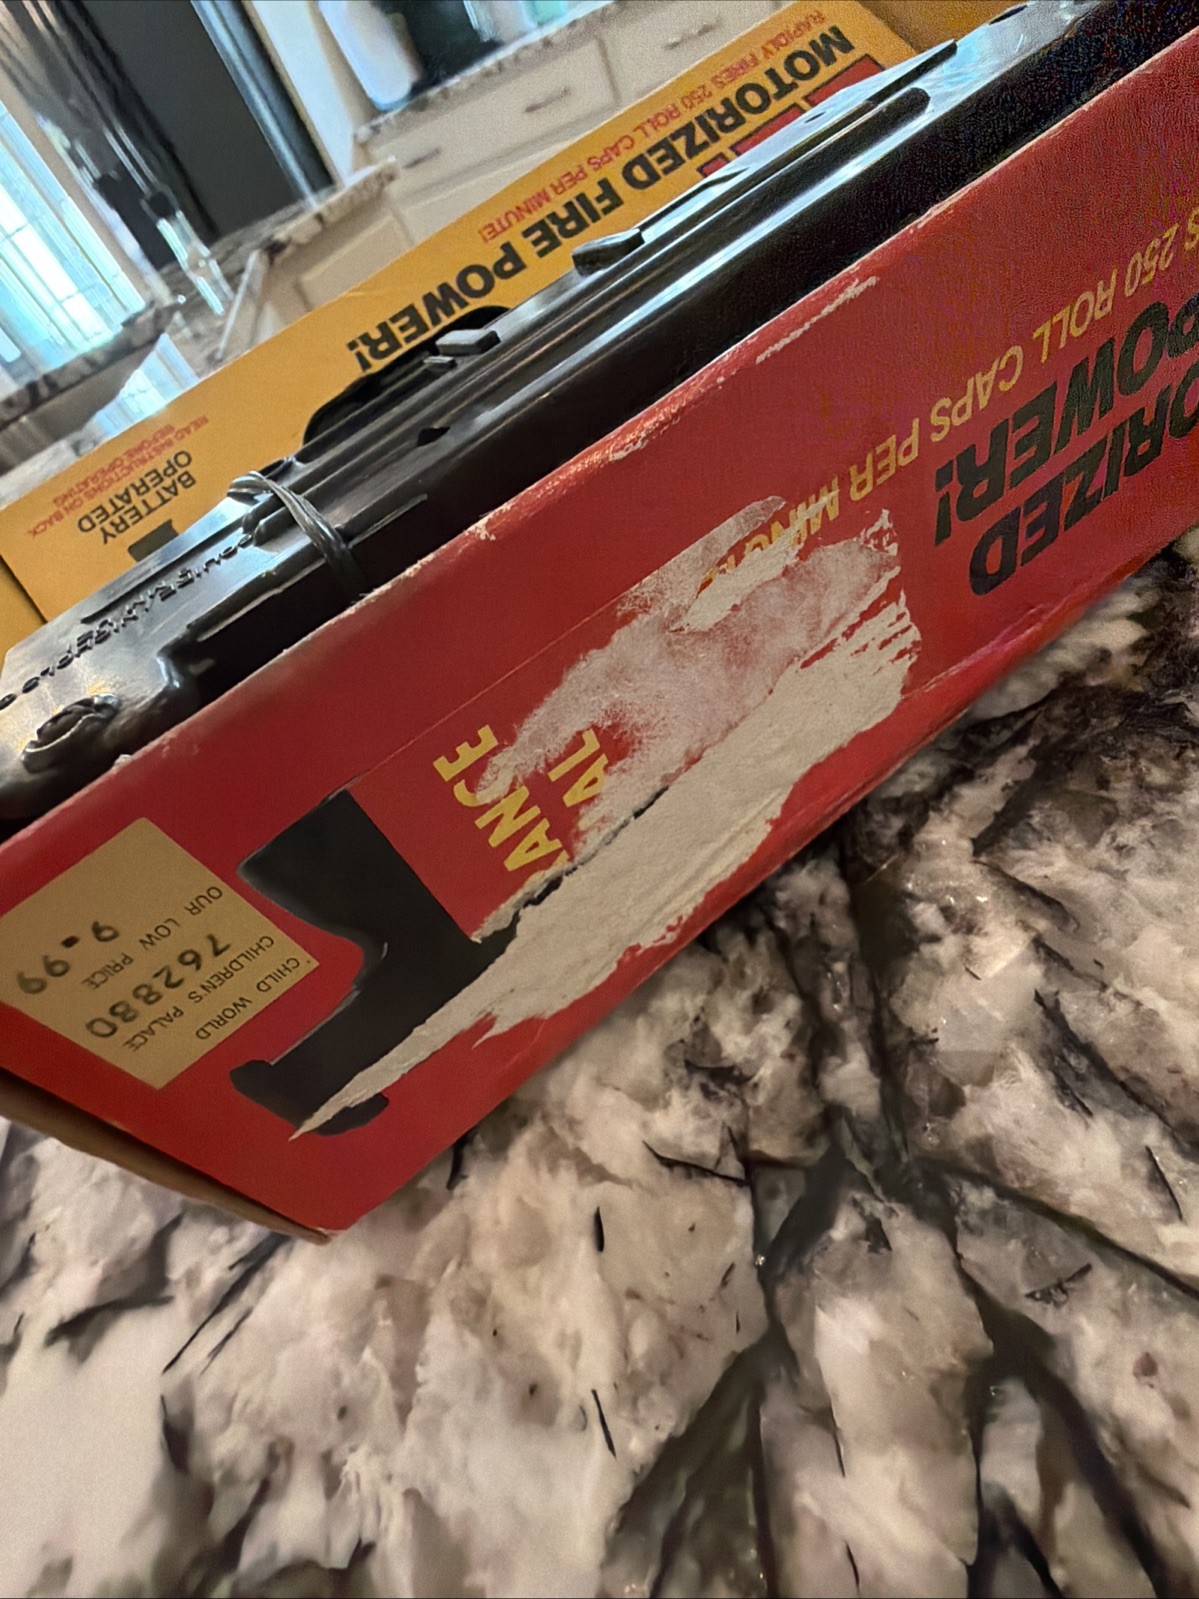 MOTORIZED FIRE POWER!
RAPIDLY FIRES 250 ROLL CAPS PER MINUTE!
BATTERY
OPERATED
READ INSTRUCTIONS ON BACK
BEFORE OPERATING
ORIZED
POWER!
S 250 ROLL CAPS PER MINU
ANCE
AL
CHILD WORLD
CHILDREN'S PALACE
762880
OUR LOW PRICE
9-99